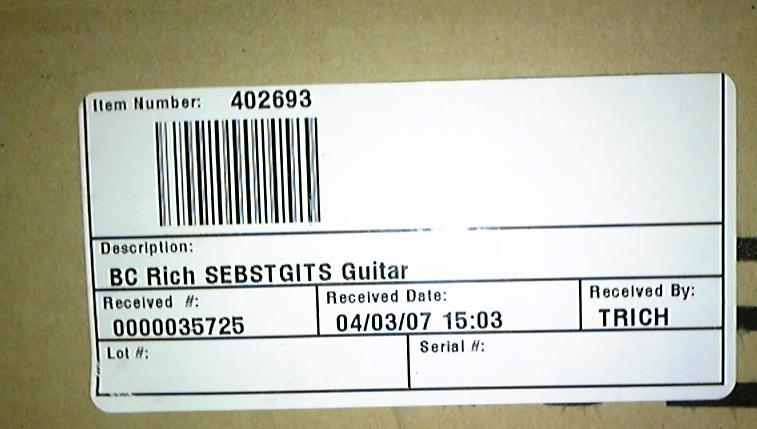 Item Number: 402693
Description:
BC Rich SEBSTGITS Guitar
Received #: Received Date: Received By:
0000035725 04/03/07 15:03 TRICH
Lot #: Serial #: